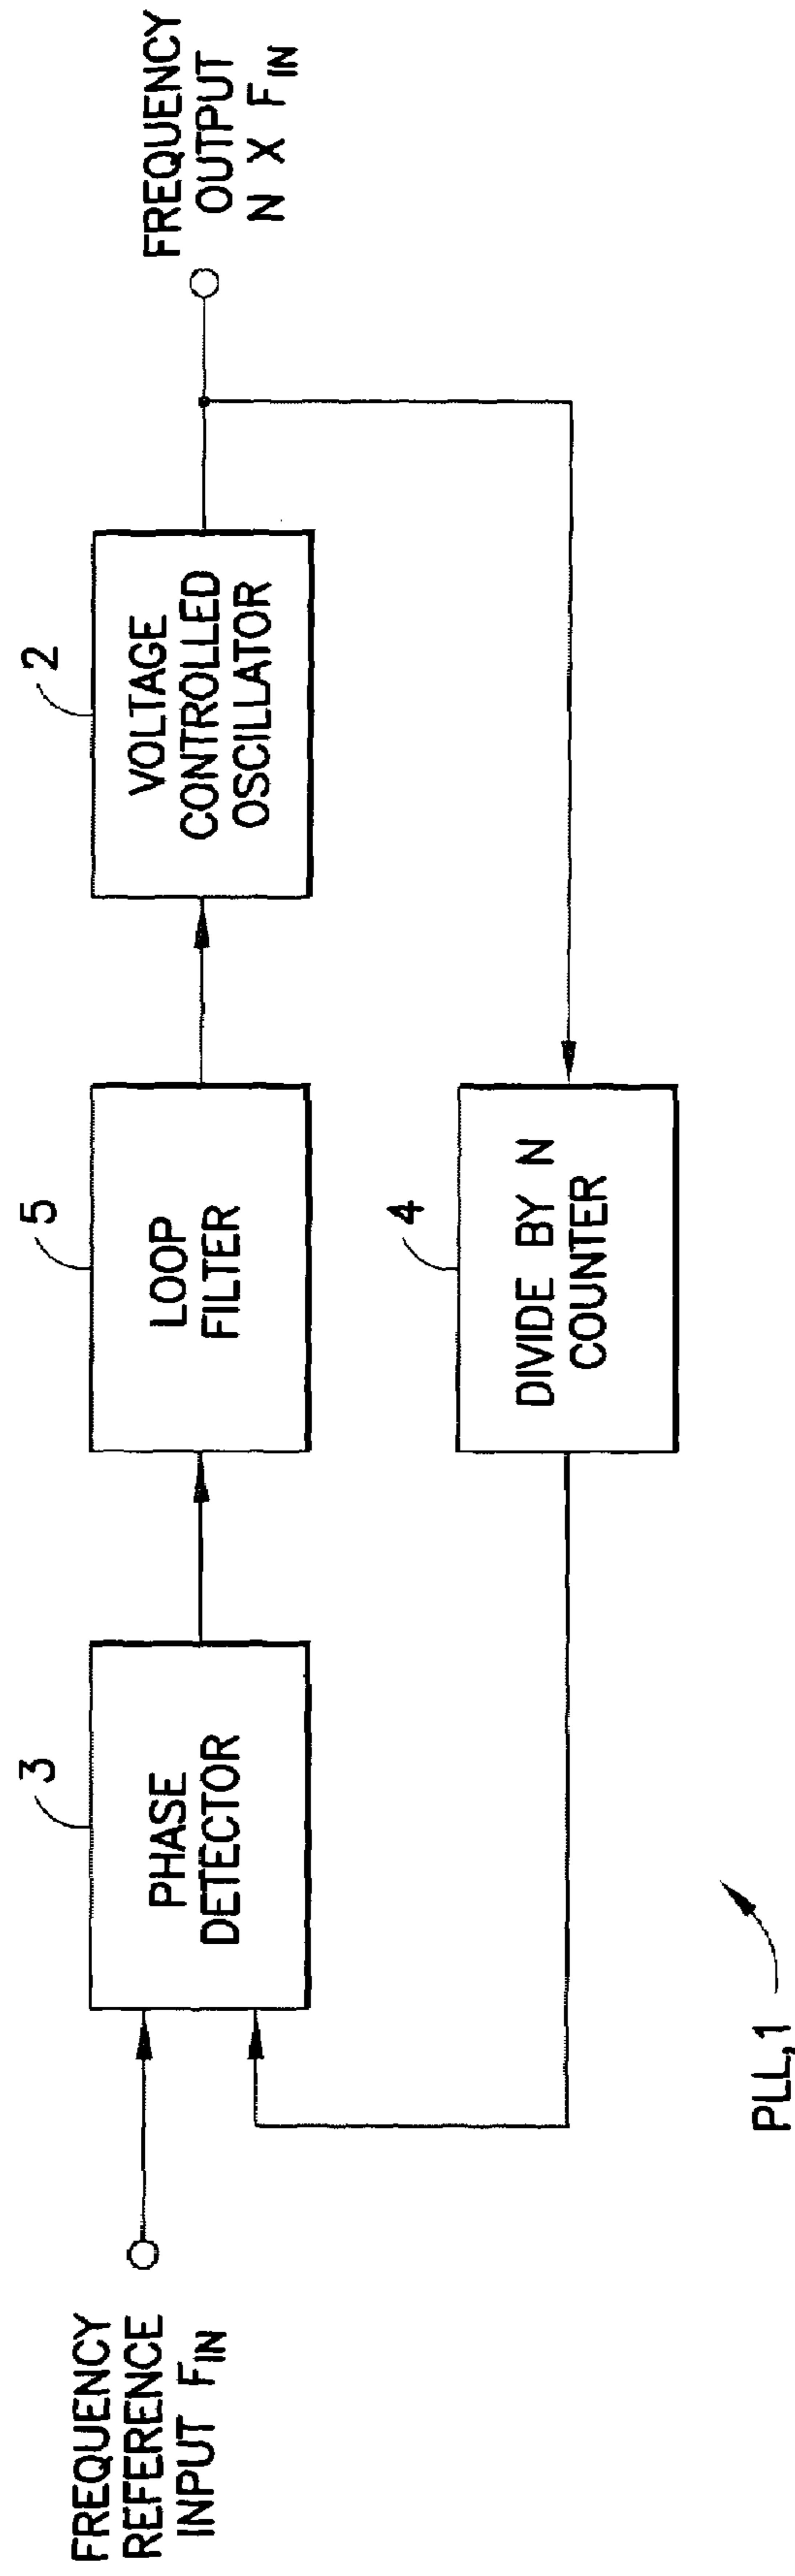 FREQUENCY
REFERENCE
INPUT FIN
3
PHASE
DETECTOR
5
LOOP
FILTER
2
VOLTAGE
CONTROLLED
OSCILLATOR
FREQUENCY
OUTPUT
N X FIN
4
DIVIDE BY N
COUNTER
PLL,1